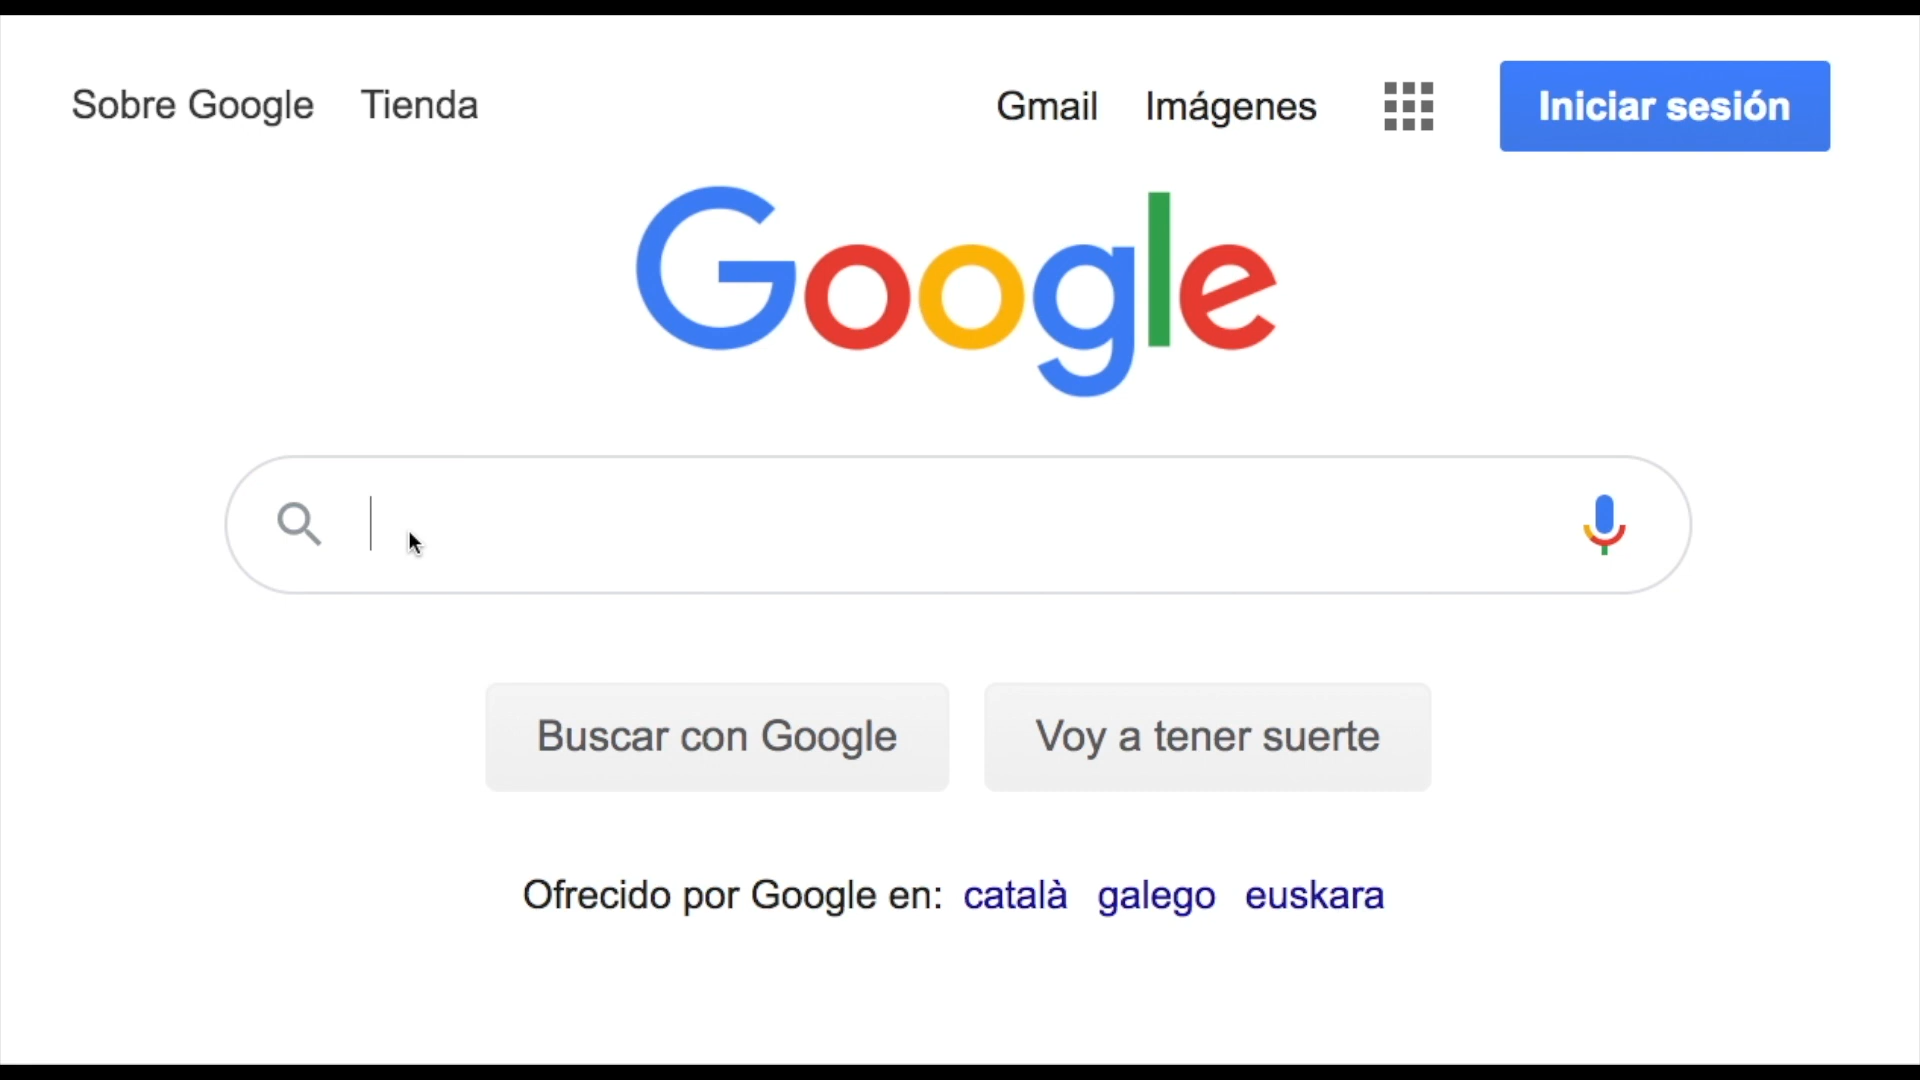 Sobre Google Tienda Gmail Imágenes Iniciar sesión
Google
Buscar con Google Voy a tener suerte
Ofrecido por Google en: català galego euskara